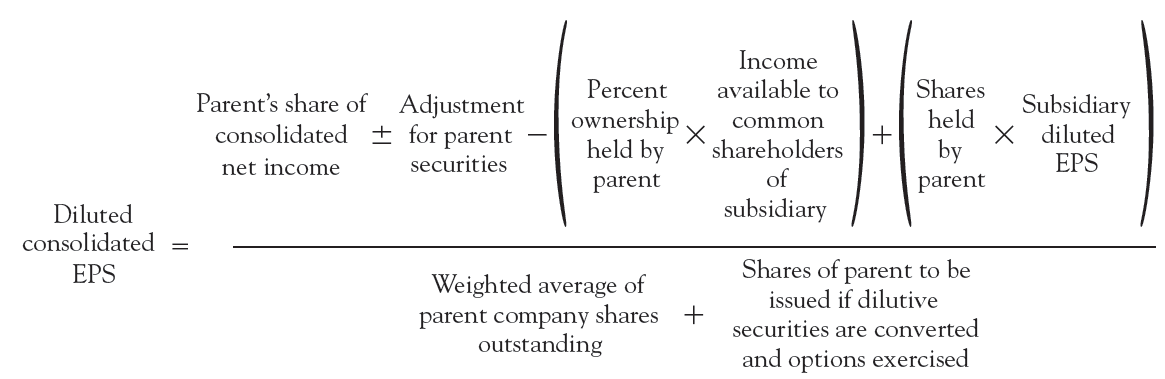 Diluted
consolidated
EPS
=
Parent's share of
consolidated
net income
±
Adjustment
for parent
securities
−
(
Percent
ownership
held by
parent
×
Income
available to
common
shareholders
of
subsidiary
)
+
(
Shares
held
by
parent
×
Subsidiary
diluted
EPS
)
Weighted average of
parent company shares
outstanding
+
Shares of parent to be
issued if dilutive
securities are converted
and options exercised